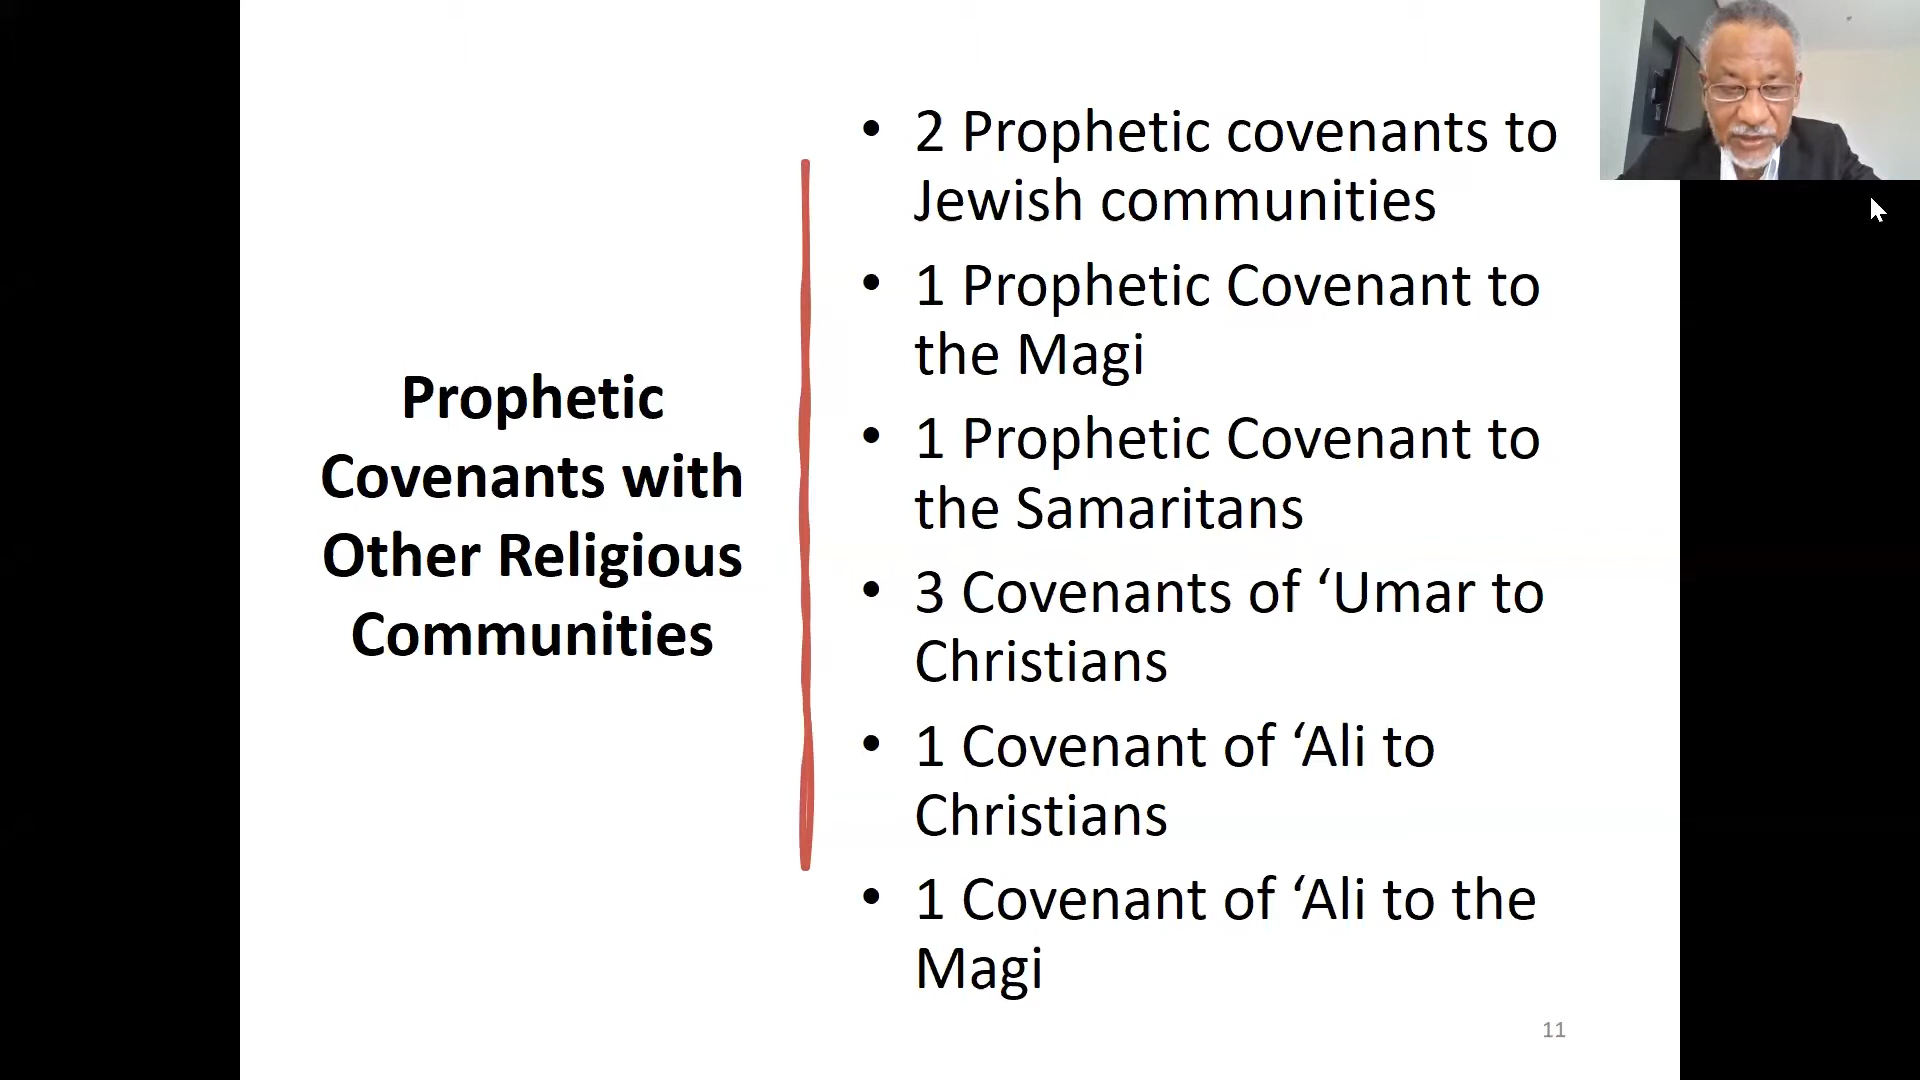 Prophetic
Covenants with
Other Religious
Communities
• 2 Prophetic covenants to
Jewish communities
• 1 Prophetic Covenant to
the Magi
• 1 Prophetic Covenant to
the Samaritans
• 3 Covenants of ‘Umar to
Christians
• 1 Covenant of ‘Ali to
Christians
• 1 Covenant of ‘Ali to the
Magi
11